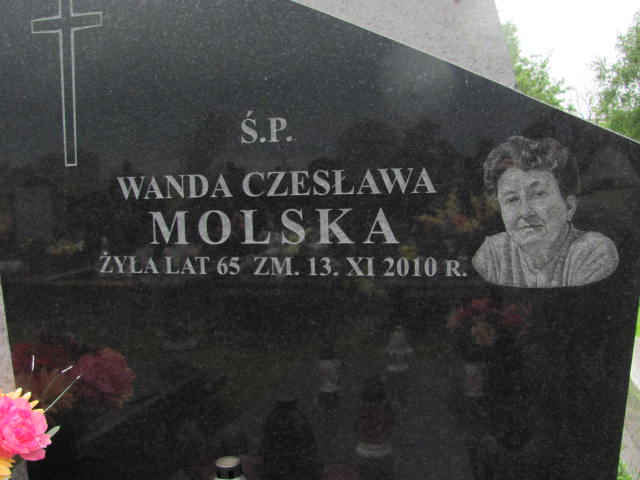 Ś.P.
WANDA CZESŁAWA
MOLSKA
ŻYŁA LAT 65 ZM. 13. XI 2010 R.